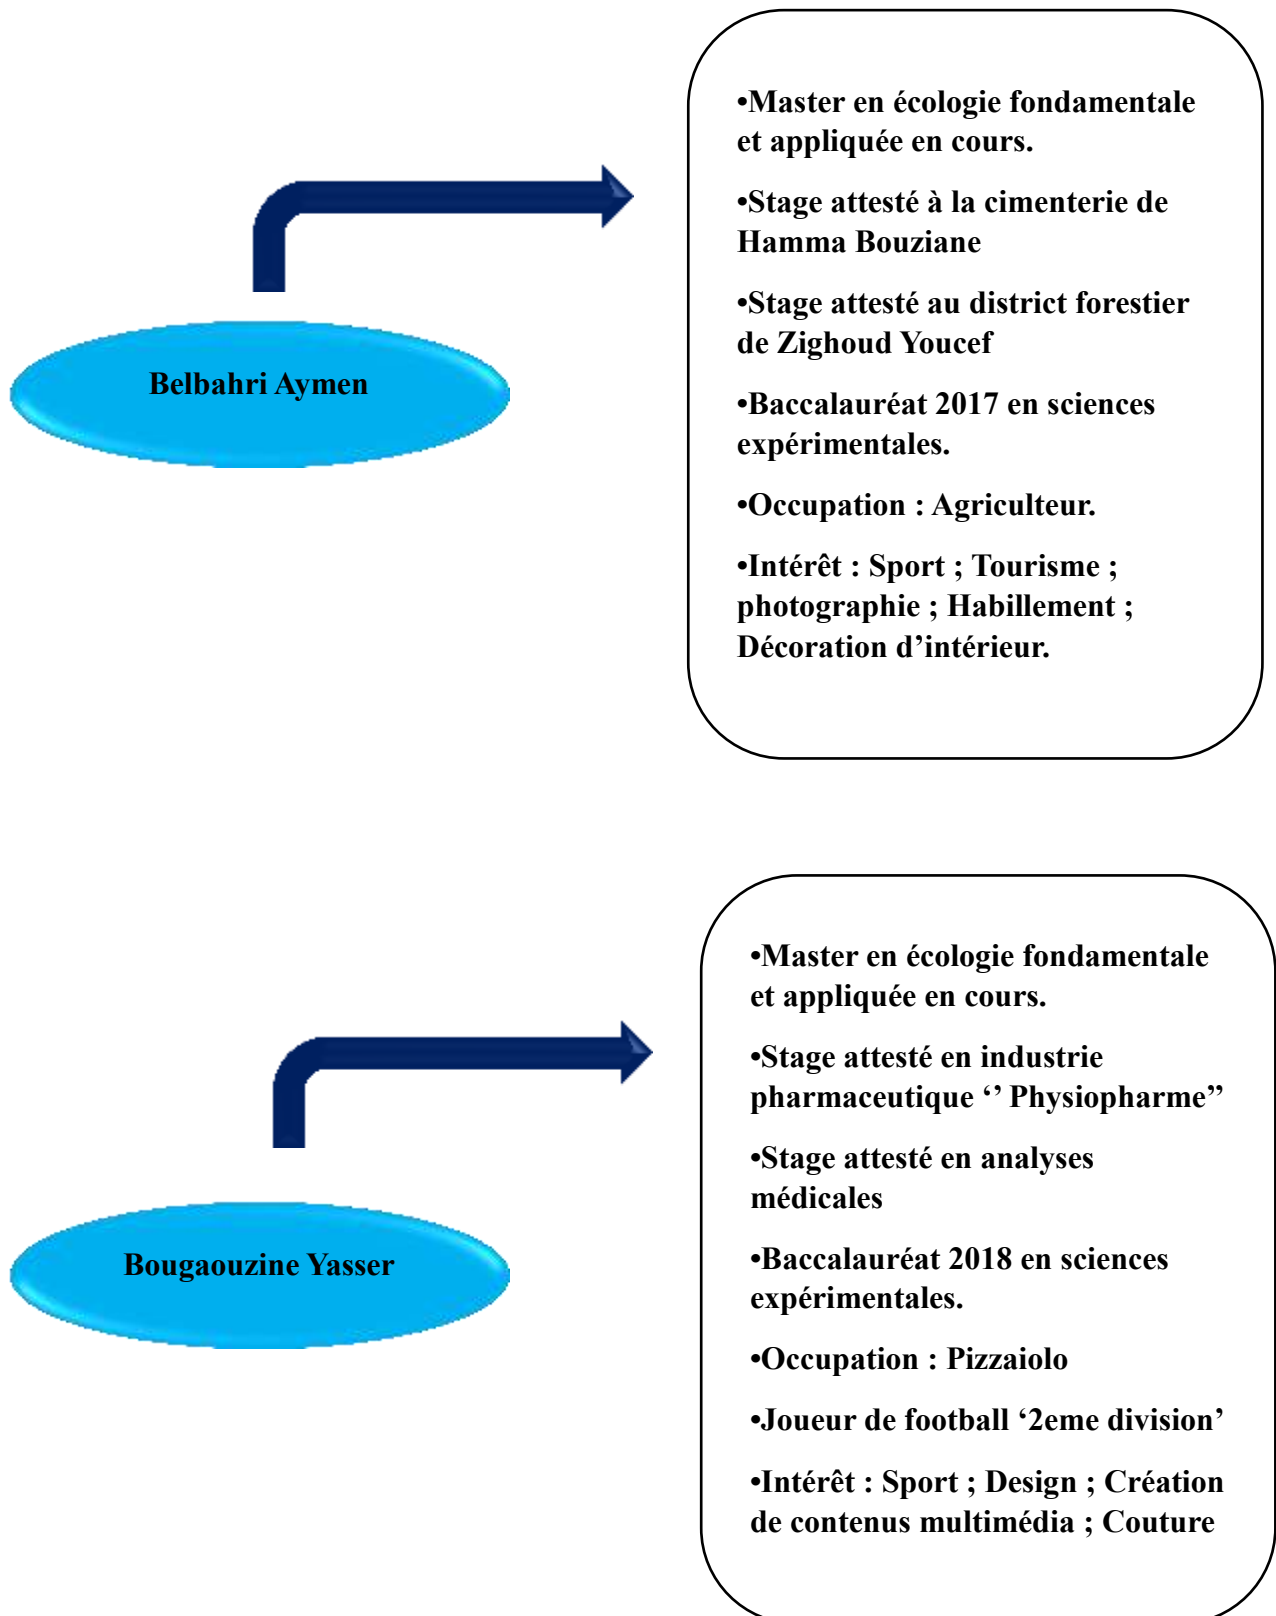 Belbahri Aymen
•Master en écologie fondamentale
et appliquée en cours.
•Stage attesté à la cimenterie de
Hamma Bouziane
•Stage attesté au district forestier
de Zighoud Youcef
•Baccalauréat 2017 en sciences
expérimentales.
•Occupation : Agriculteur.
•Intérêt : Sport ; Tourisme ;
photographie ; Habillement ;
Décoration d’intérieur.
Bougaouzine Yasser
•Master en écologie fondamentale
et appliquée en cours.
•Stage attesté en industrie
pharmaceutique ‘’ Physiopharme’’
•Stage attesté en analyses
médicales
•Baccalauréat 2018 en sciences
expérimentales.
•Occupation : Pizzaiolo
•Joueur de football ‘2eme division’
•Intérêt : Sport ; Design ; Création
de contenus multimédia ; Couture